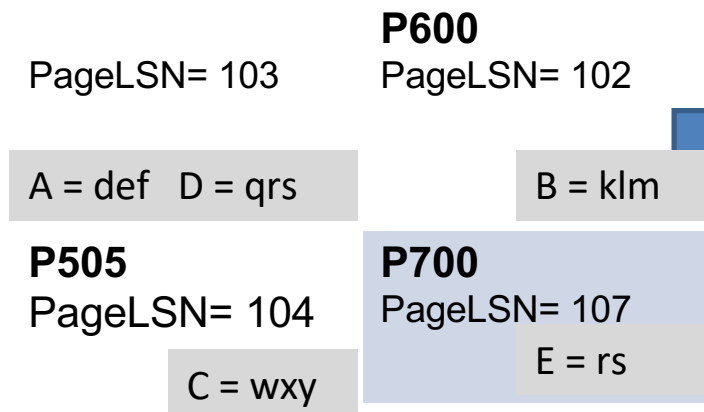 P600
PageLSN= 103 PageLSN= 102
A = def D = qrs B = klm
P505 P700
PageLSN= 104 PageLSN= 107
C = wxy E = rs